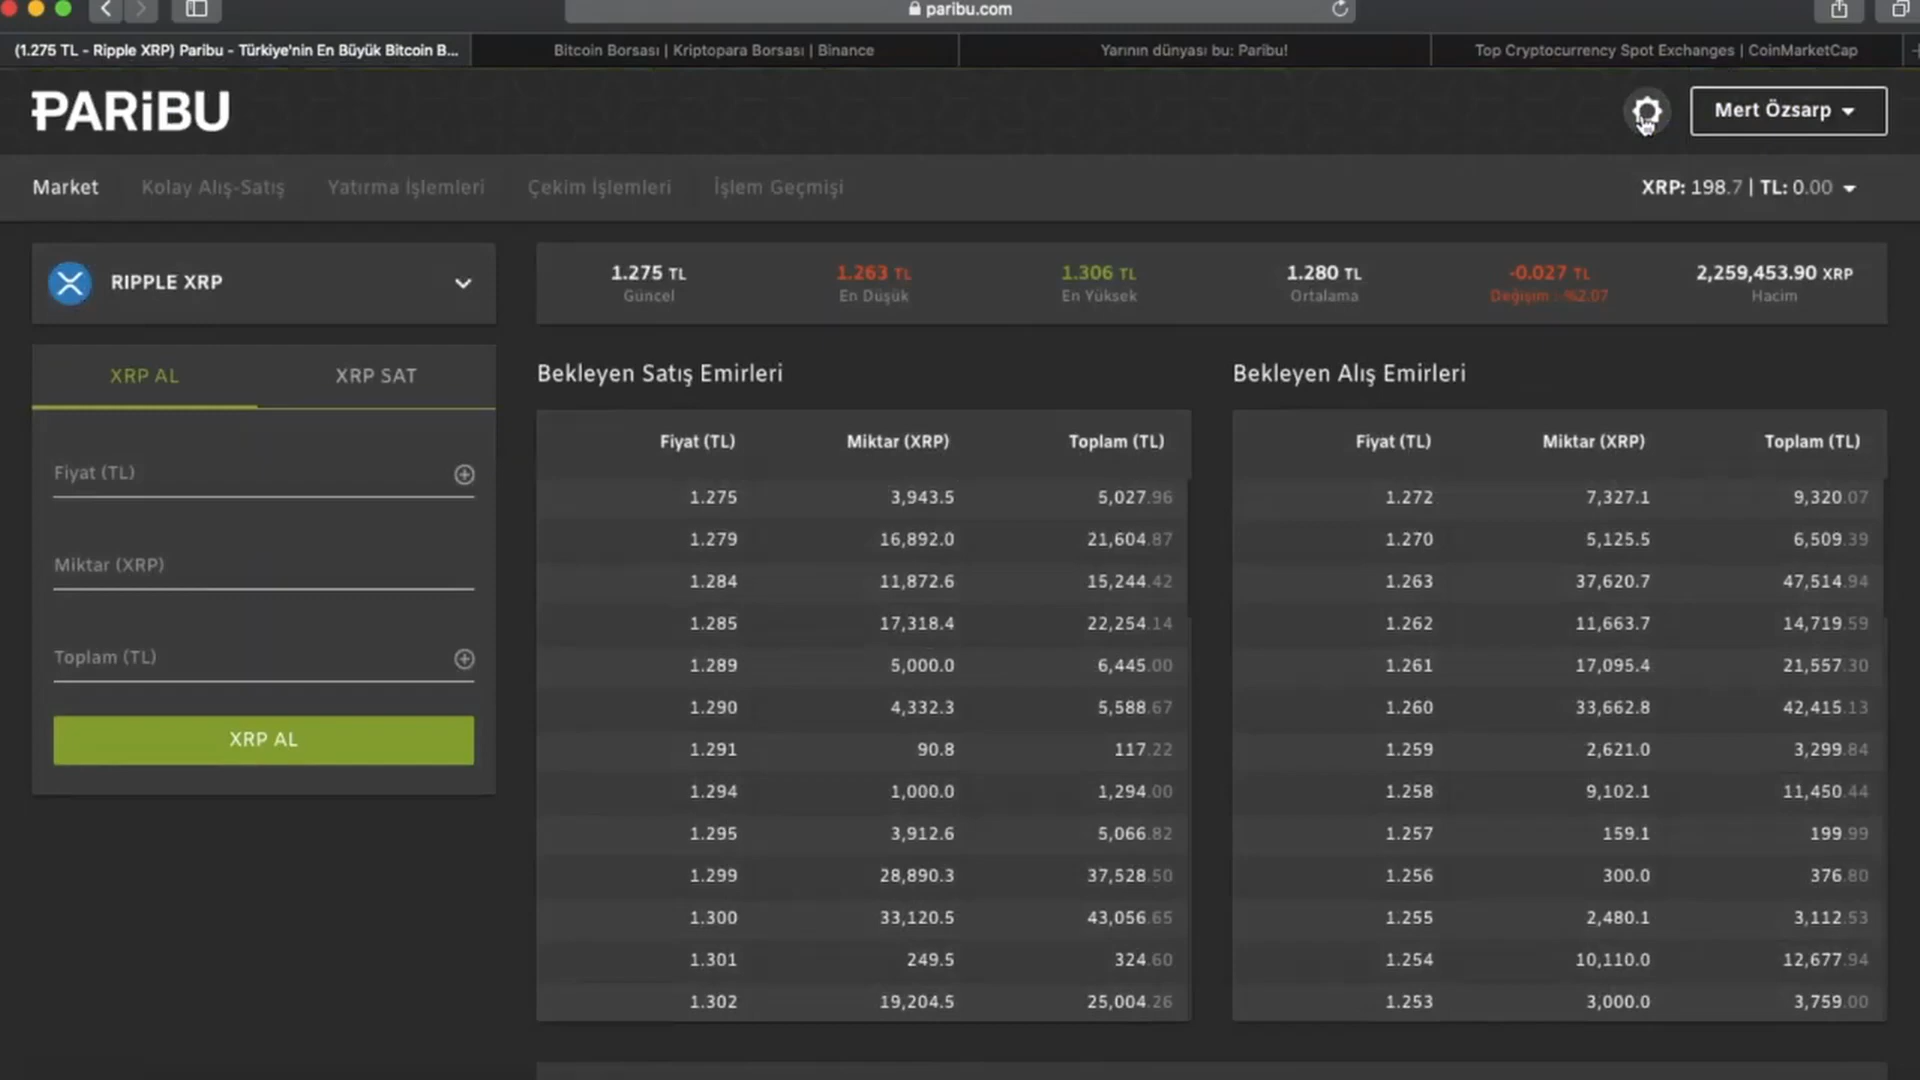 paribu.com
(1.275 TL - Ripple XRP) Paribu - Türkiye'nin En Büyük Bitcoin B...
Bitcoin Borsası | Kriptopara Borsası | Binance
Yarının dünyası bu: Paribu!
Top Cryptocurrency Spot Exchanges | CoinMarketCap
PARiBU
Mert Özsarp
Market Kolay Alış-Satış Yatırma İşlemleri Çekim İşlemleri İşlem Geçmişi
XRP: 198.7 | TL: 0.00
RIPPLE XRP
1.275 TL 1.263 TL 1.306 TL 1.280 TL -0.027 TL 2,259,453.90 XRP
Güncel En Düşük En Yüksek Ortalama Değişim : %2.07 Hacim
XRP AL XRP SAT
Fiyat (TL)
Miktar (XRP)
Toplam (TL)
XRP AL
Bekleyen Satış Emirleri
Fiyat (TL) Miktar (XRP) Toplam (TL)
1.275 3,943.5 5,027.96
1.279 16,892.0 21,604.87
1.284 11,872.6 15,244.42
1.285 17,318.4 22,254.14
1.289 5,000.0 6,445.00
1.290 4,332.3 5,588.67
1.291 90.8 117.22
1.294 1,000.0 1,294.00
1.295 3,912.6 5,066.82
1.299 28,890.3 37,528.50
1.300 33,120.5 43,056.65
1.301 249.5 324.60
1.302 19,204.5 25,004.26
Bekleyen Alış Emirleri
Fiyat (TL) Miktar (XRP) Toplam (TL)
1.272 7,327.1 9,320.07
1.270 5,125.5 6,509.39
1.263 37,620.7 47,514.94
1.262 11,663.7 14,719.59
1.261 17,095.4 21,557.30
1.260 33,662.8 42,415.13
1.259 2,621.0 3,299.84
1.258 9,102.1 11,450.44
1.257 159.1 199.99
1.256 300.0 376.80
1.255 2,480.1 3,112.53
1.254 10,110.0 12,677.94
1.253 3,000.0 3,759.00